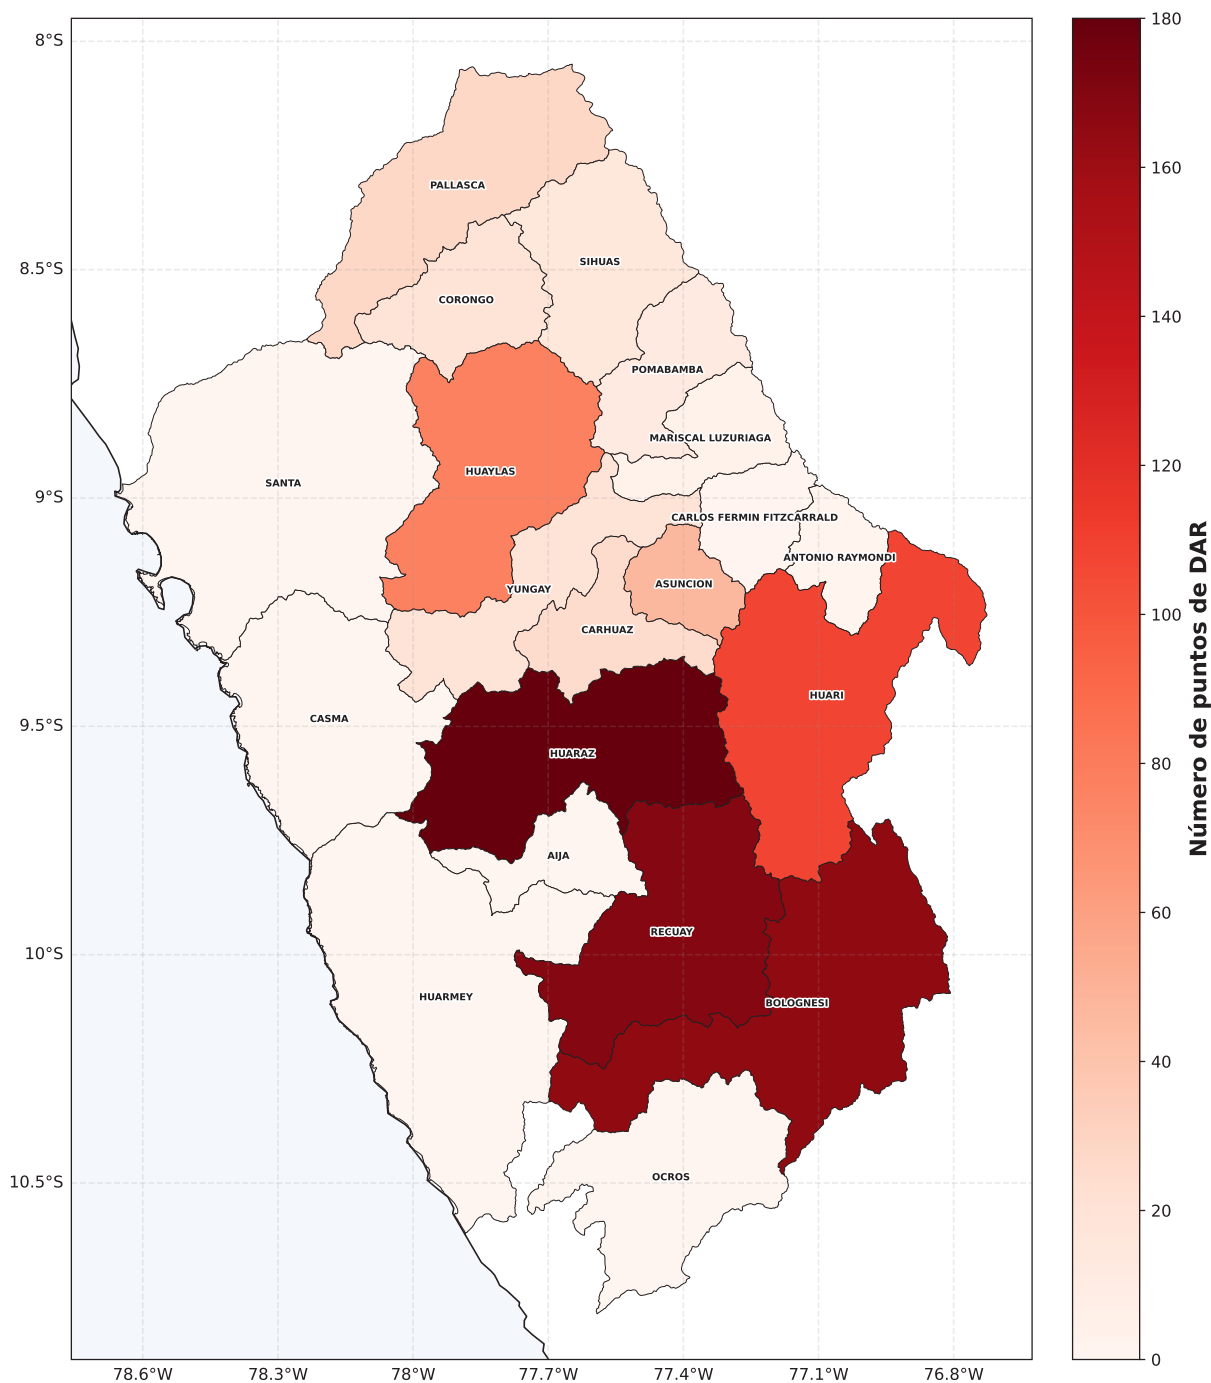 8°S
8.5°S
9°S
9.5°S
10°S
10.5°S
PALLASCA
SIHUAS
CORONGO
POMABAMBA
MARISCAL LUZURIAGA
HUAYLAS
SANTA
CARLOS FERMIN FITZCARRALD
ANTONIO RAYMONDI
ASUNCION
YUNGAY
CARHUAZ
HUARI
CASMA
HUARAZ
AIJA
RECUAY
HUARMEY
BOLOGNESI
OCROS
78.6°W 78.3°W 78°W 77.7°W 77.4°W 77.1°W 76.8°W
180
160
140
120
100
80
60
40
20
0
Número de puntos de DAR